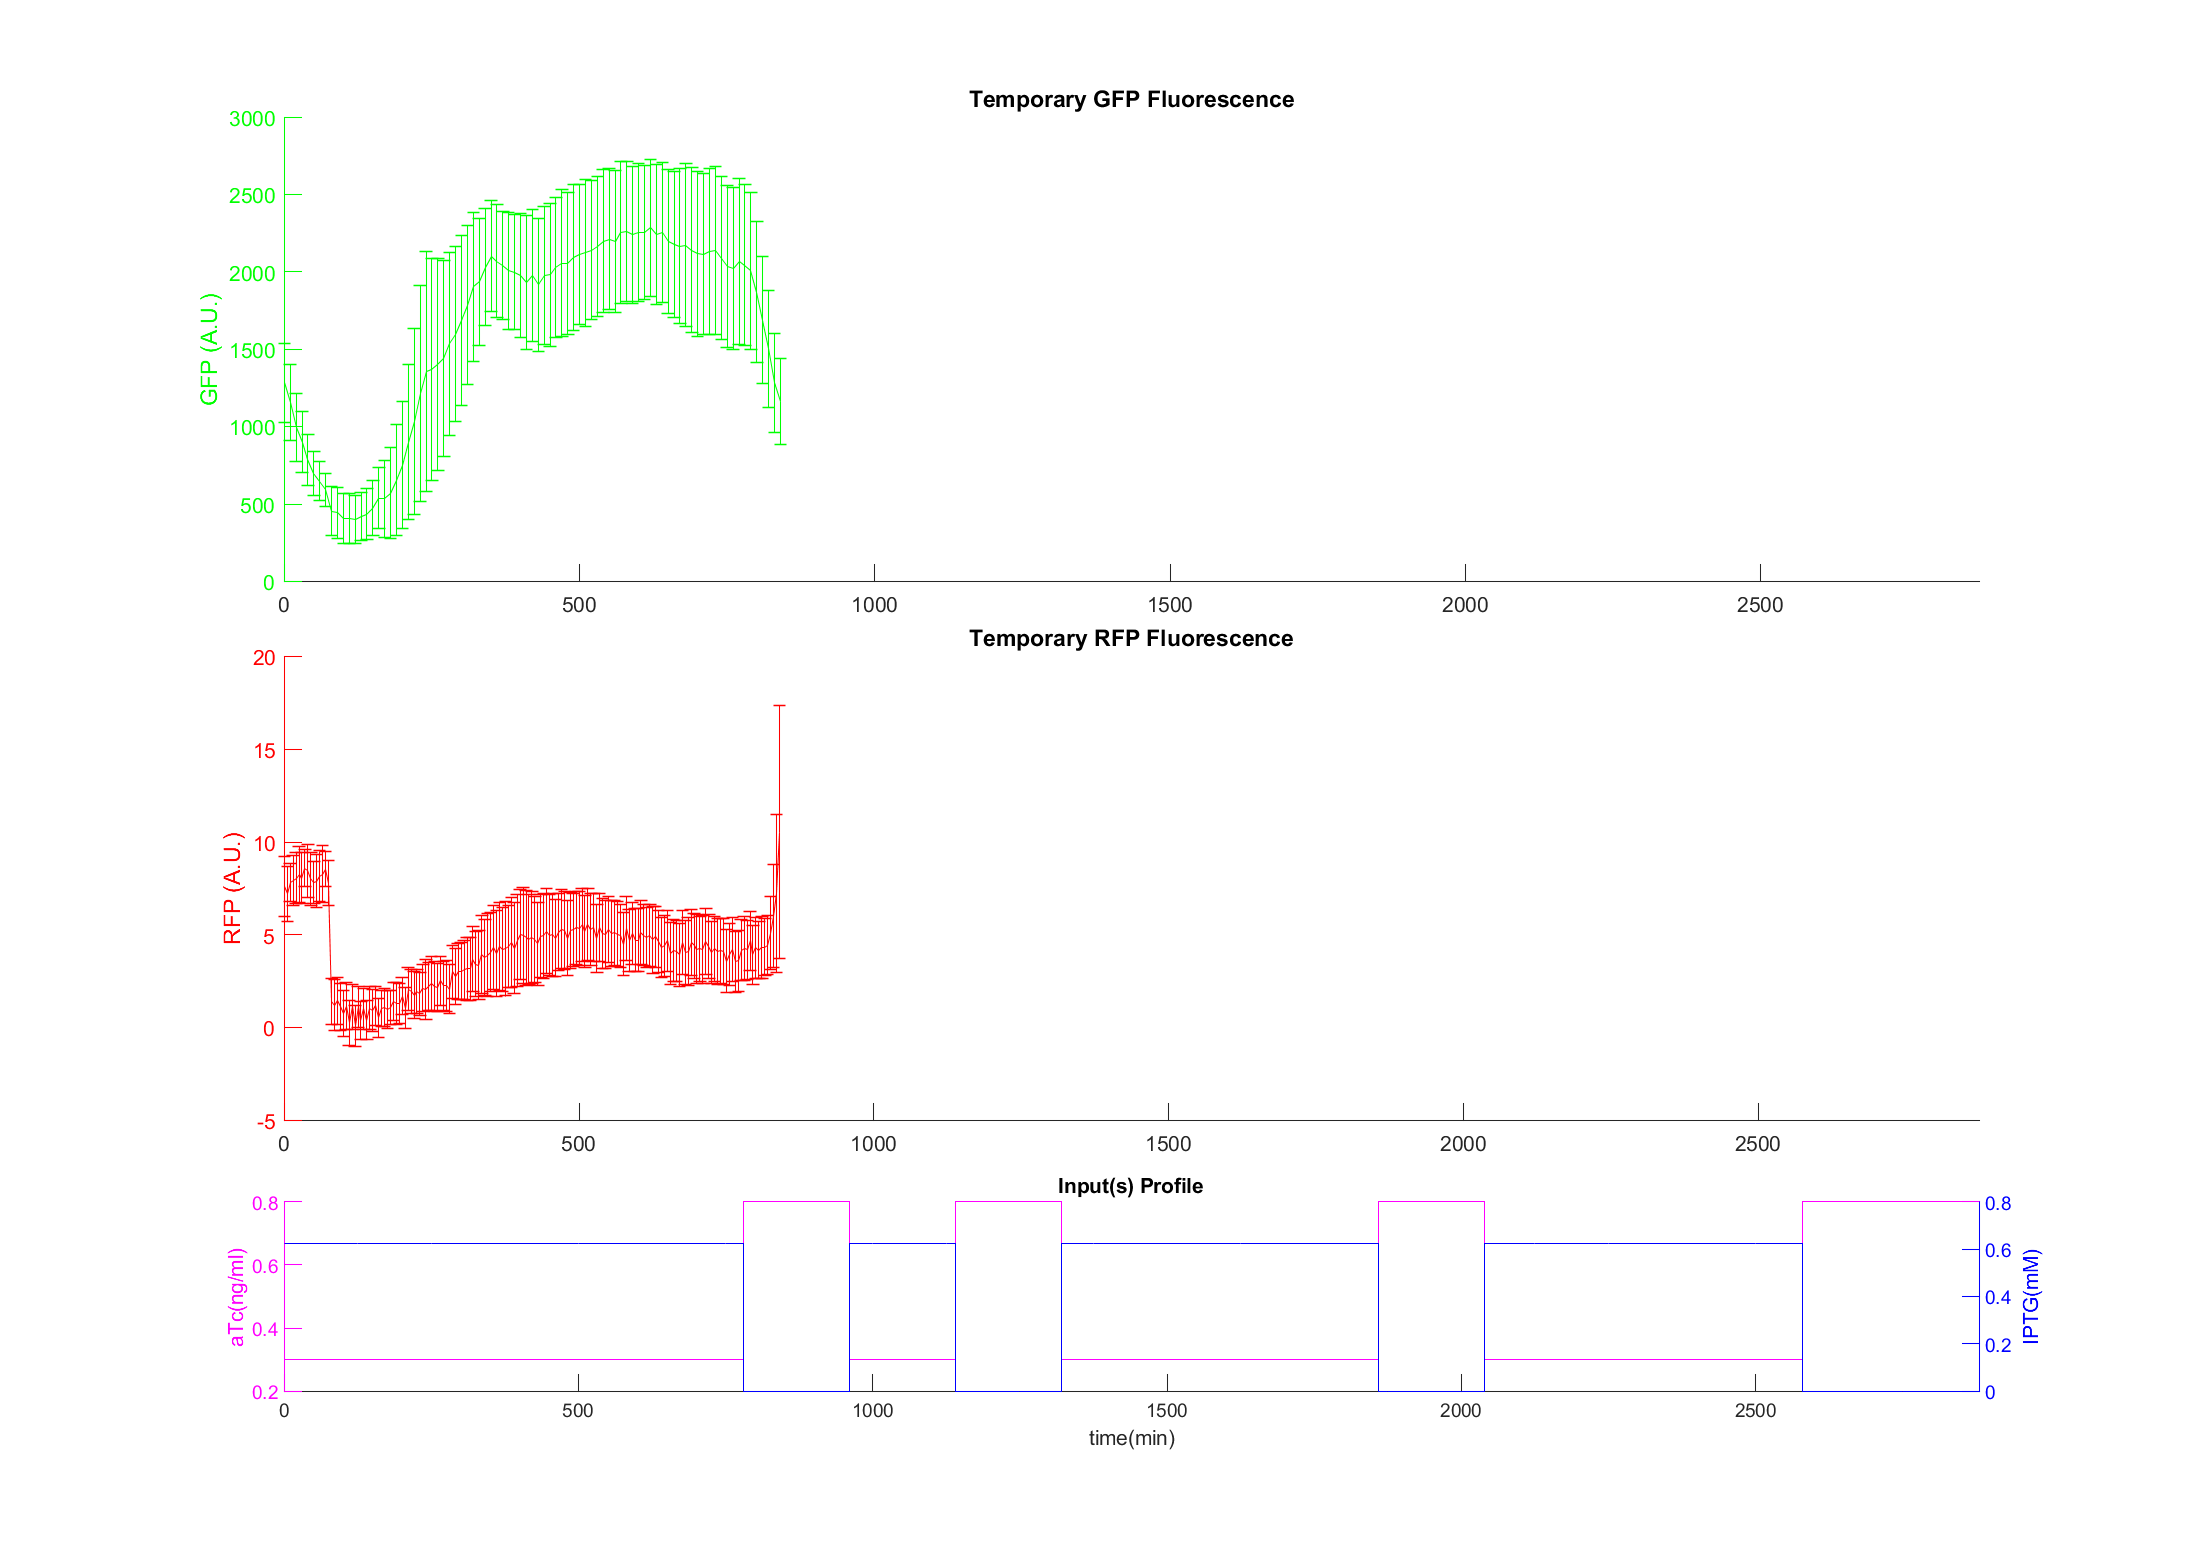 Temporary GFP Fluorescence
3000
2500
2000
1500
1000
500
0
GFP (A.U.)
0 500 1000 1500 2000 2500
Temporary RFP Fluorescence
20
15
10
5
0
-5
RFP (A.U.)
0 500 1000 1500 2000 2500
Input(s) Profile
0.8 0.8
0.6 0.6
0.4 0.4
0.2
0.2 0
aTc(ng/ml)
IPTG(mM)
0 500 1000 1500 2000 2500
time(min)